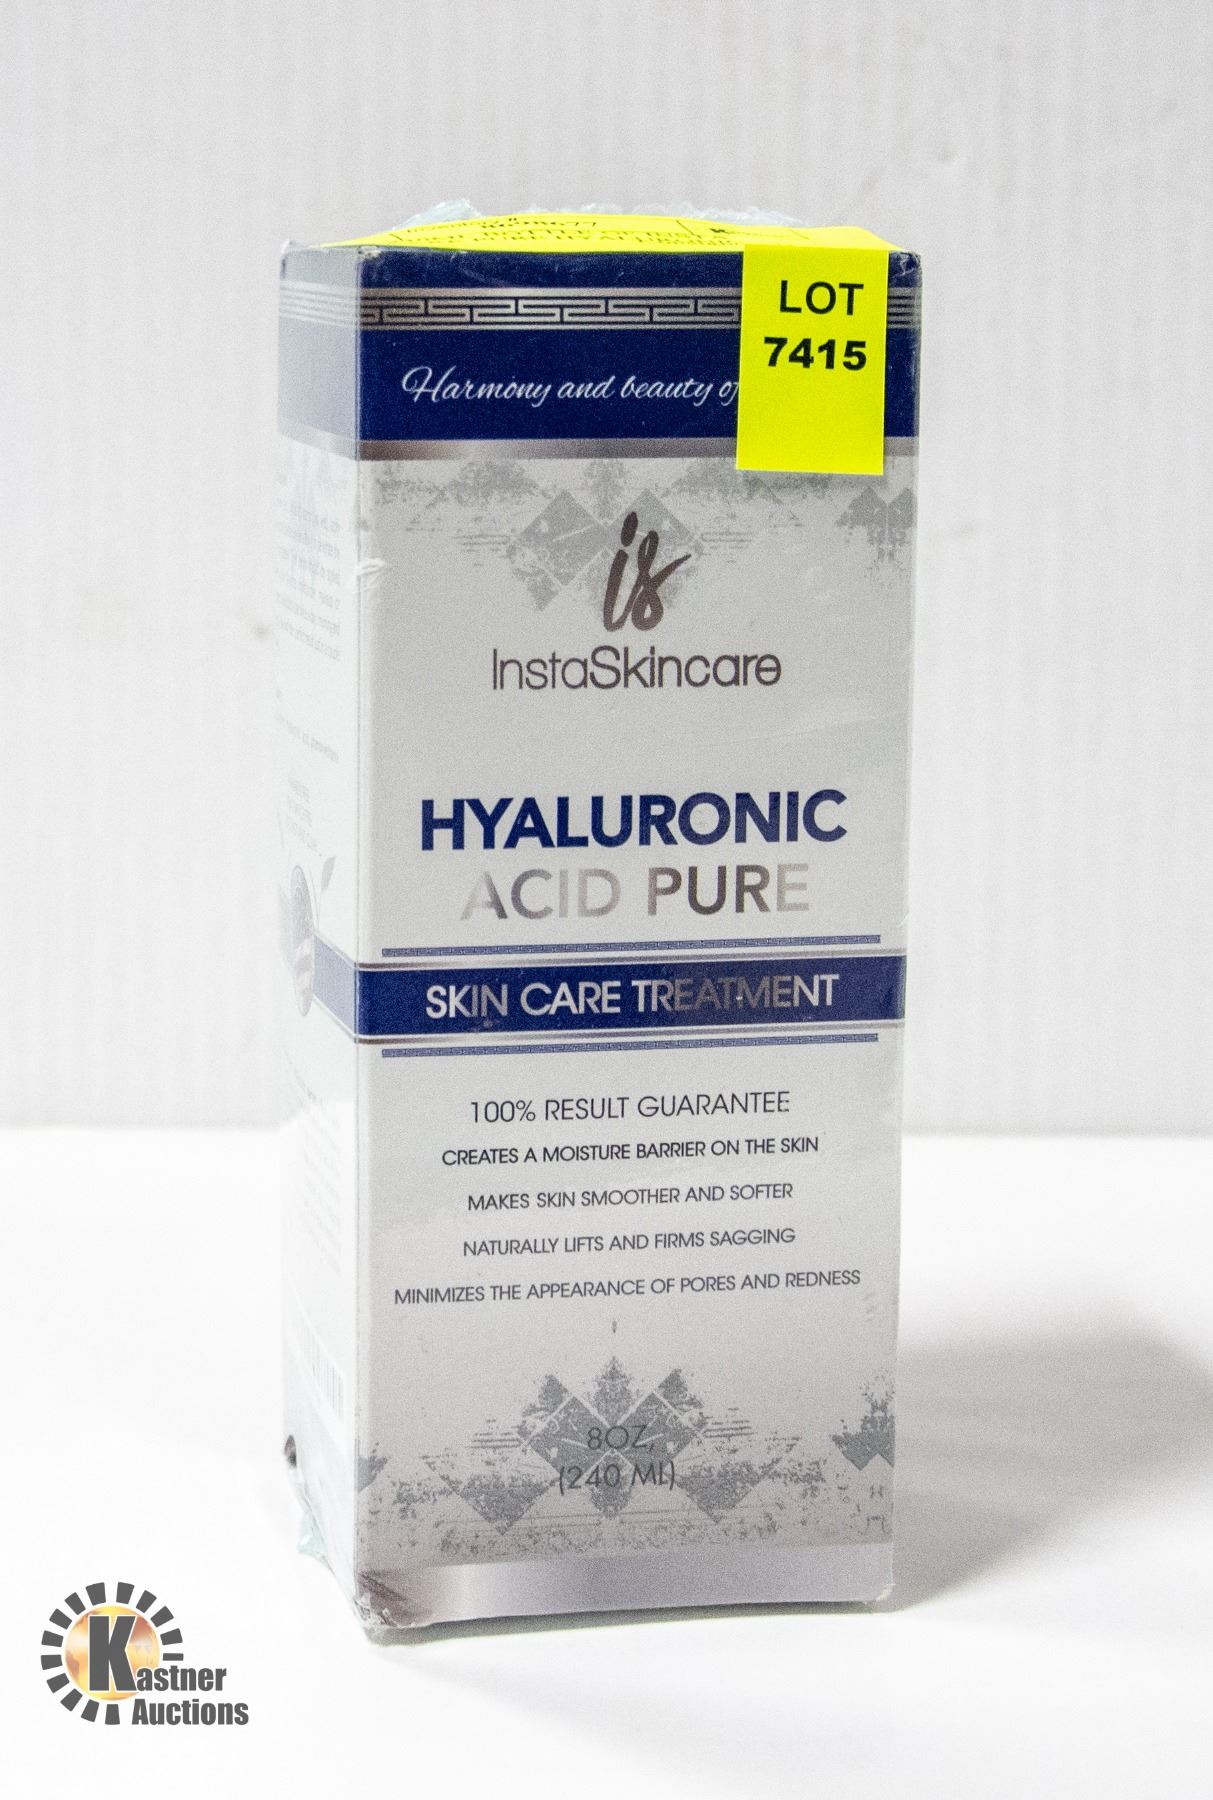 LOT
7415
Harmony and beauty of
is
InstaSkincare
HYALURONIC
ACID PURE
SKIN CARE TREATMENT
100% RESULT GUARANTEE
CREATES A MOISTURE BARRIER ON THE SKIN
MAKES SKIN SMOOTHER AND SOFTER
NATURALLY LIFTS AND FIRMS SAGGING
MINIMIZES THE APPEARANCE OF PORES AND REDNESS
8OZ,
(240 ML)
Kastner
Auctions